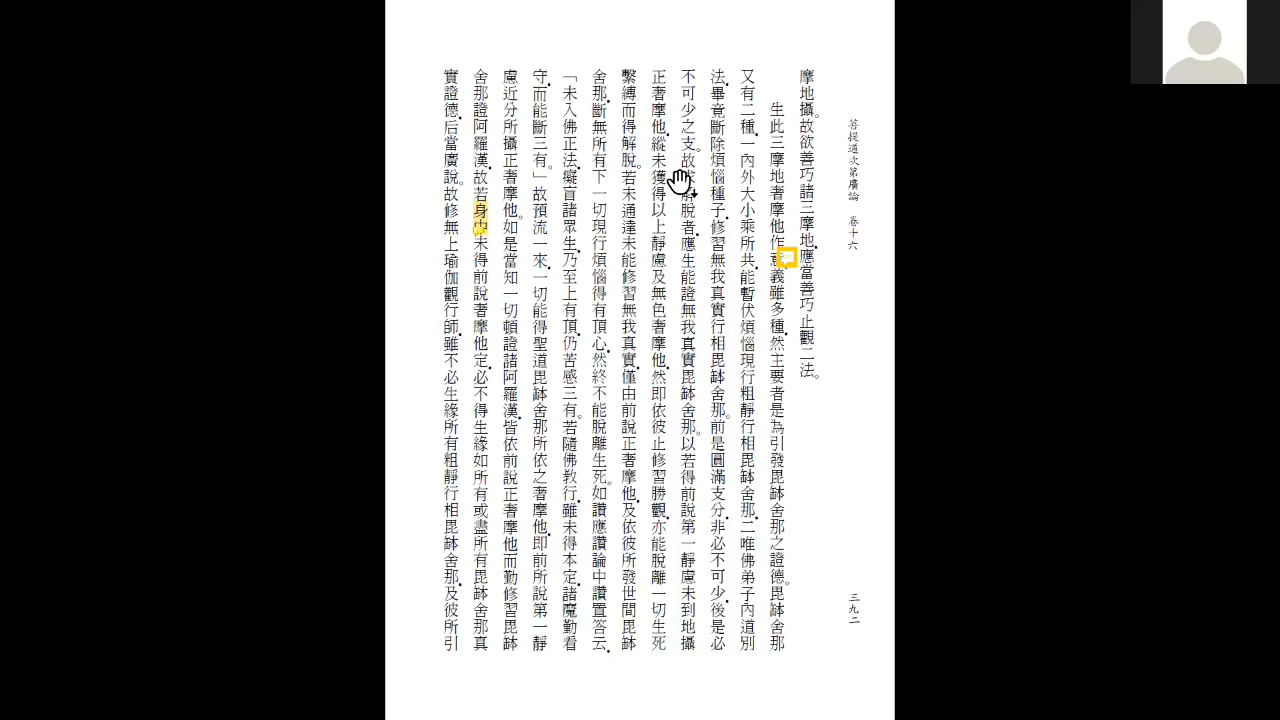 菩提道次第廣論 卷十六 三九二
摩地攝。故欲善巧諸三摩地，應當善巧止觀二法。
生此三摩地奢摩他作意，義雖多種，然主要者是為引發毘缽舍那之證德。毘缽舍那
又有二種，一內外大小乘所共，能暫伏煩惱現行粗靜行相毘缽舍那，二唯佛弟子內道別
法，畢竟斷除煩惱種子，修習無我真實行相毘缽舍那。前是圓滿支分，非必不可少，後是必
不可少之支。故求解脫者，應生能證無我真實毘缽舍那。以若得前說第一靜慮未到地攝
正奢摩他，縱未獲得以上靜慮及無色奢摩他，然即依彼止修習勝觀，亦能脫離一切生死
繫縛而得解脫。若未通達未能修習無我真實，僅由前說正奢摩他，及依彼所發世間毘缽
舍那，斷無所有下一切現行煩惱得有頂心，然終不能脫離生死。如讚應讚論中讚置答云，
「未入佛正法，癡盲諸眾生，乃至上有頂，仍苦感三有。若隨佛教行，雖未得本定，諸魔勤看
守，而能斷三有。」故預流一來，一切能得聖道毘缽舍那所依之奢摩他，即前所說第一靜
慮近分所攝正奢摩他。如是當知一切頓證諸阿羅漢，皆依前說正奢摩他而勤修習毘缽
舍那證阿羅漢，故若身中未得前說奢摩他定，必不得生緣如所有或盡所有毘缽舍那真
實證德，后當廣說。故修無上瑜伽觀行師，雖不必生緣所有粗靜行相毘缽舍那，及彼所引